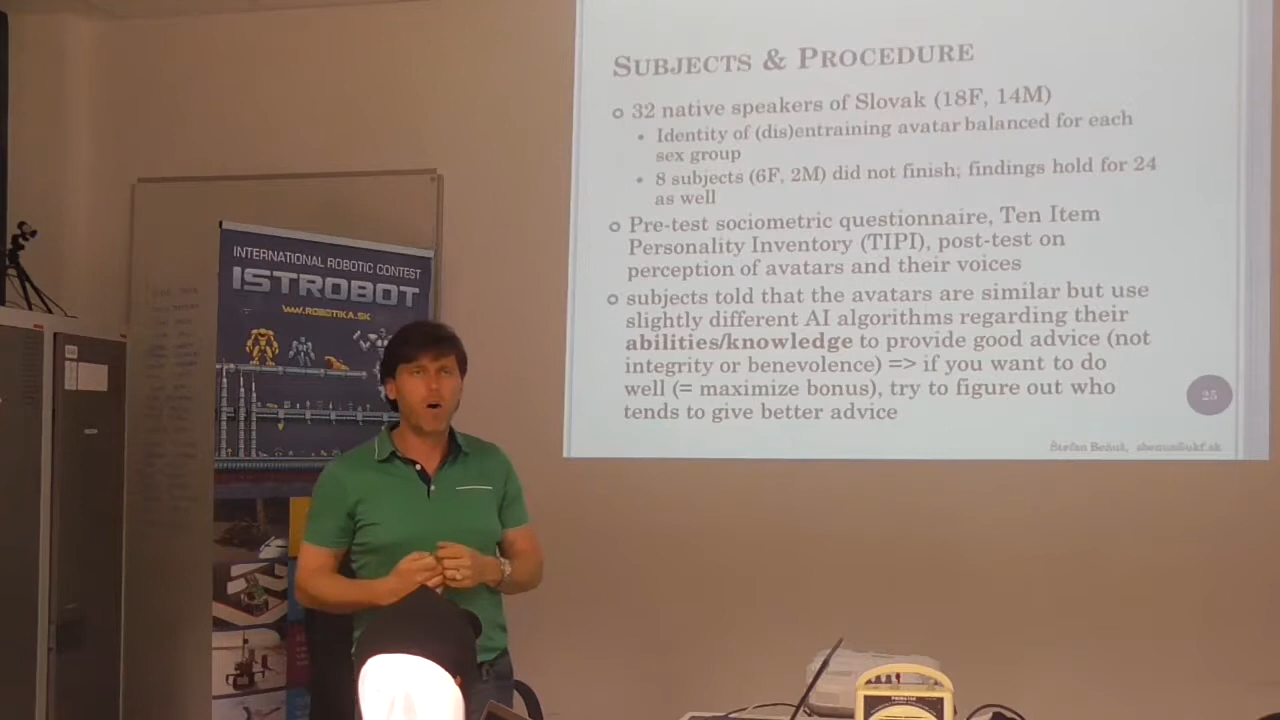 SUBJECTS & PROCEDURE
32 native speakers of Slovak (18F, 14M)
Identity of (dis)entraining avatar balanced for each
sex group
8 subjects (6F, 2M) did not finish; findings hold for 24
as well
Pre-test sociometric questionnaire, Ten Item
Personality Inventory (TIPI), post-test on
perception of avatars and their voices
subjects told that the avatars are similar but use
slightly different AI algorithms regarding their
abilities/knowledge to provide good advice (not
integrity or benevolence) => if you want to do
well (= maximize bonus), try to figure out who
tends to give better advice
25
Štefan Beňuš, sbenus@ukf.sk
INTERNATIONAL ROBOTIC CONTEST
ISTROBOT
WWW.ROBOTIKA.SK